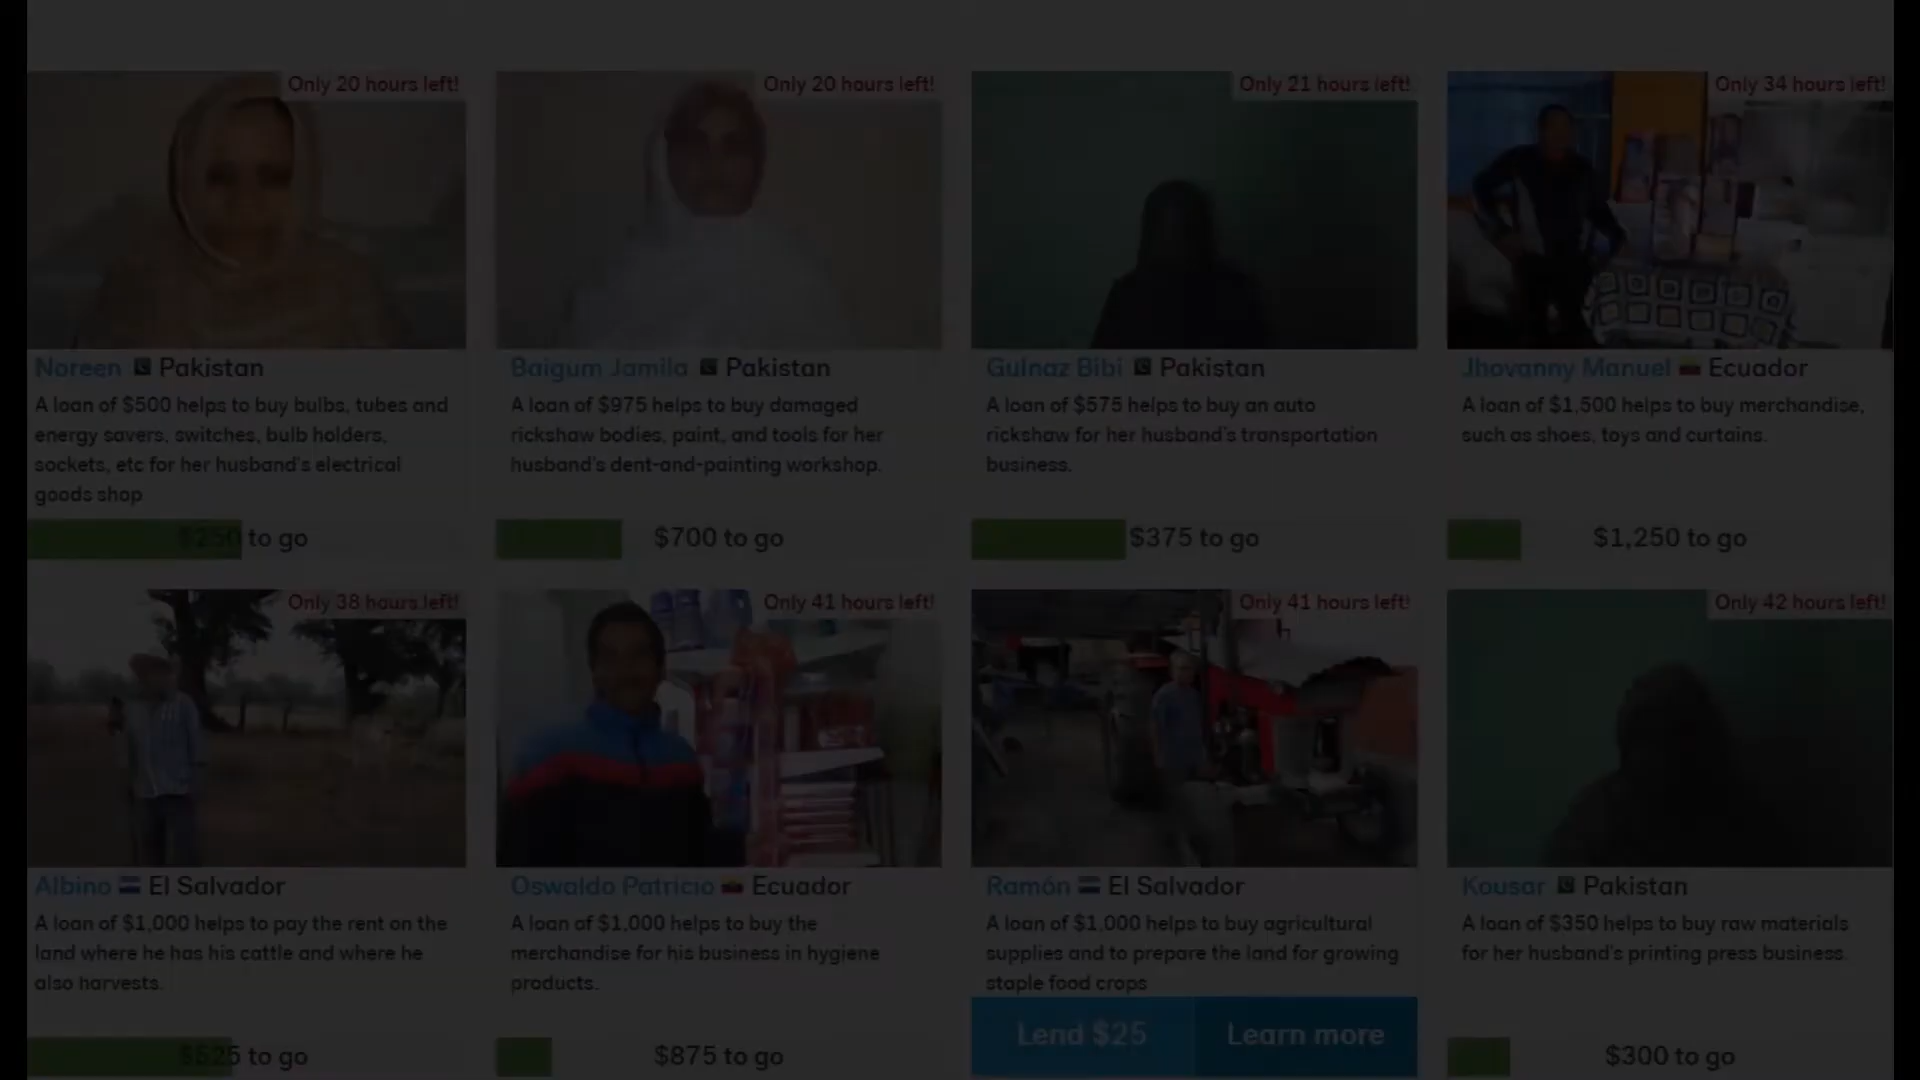 Only 20 hours left!
Only 20 hours left!
Only 21 hours left!
Only 34 hours left!
Noreen Pakistan
A loan of $500 helps to buy bulbs, tubes and
energy savers, switches, bulb holders,
sockets, etc for her husband's electrical
goods shop
$250 to go
Baigum Jamila Pakistan
A loan of $975 helps to buy damaged
rickshaw bodies, paint, and tools for her
husband's dent-and-painting workshop.
$700 to go
Gulnaz Bibi Pakistan
A loan of $575 helps to buy an auto
rickshaw for her husband's transportation
business.
$375 to go
Jhovanny Manuel Ecuador
A loan of $1,500 helps to buy merchandise,
such as shoes, toys and curtains.
$1,250 to go
Only 38 hours left!
Only 41 hours left!
Only 41 hours left!
Only 42 hours left!
Albino El Salvador
A loan of $1,000 helps to pay the rent on the
land where he has his cattle and where he
also harvests.
$525 to go
Oswaldo Patricio Ecuador
A loan of $1,000 helps to buy the
merchandise for his business in hygiene
products.
$875 to go
Ramón El Salvador
A loan of $1,000 helps to buy agricultural
supplies and to prepare the land for growing
staple food crops
Lend $25 Learn more
Kousar Pakistan
A loan of $350 helps to buy raw materials
for her husband's printing press business.
$300 to go